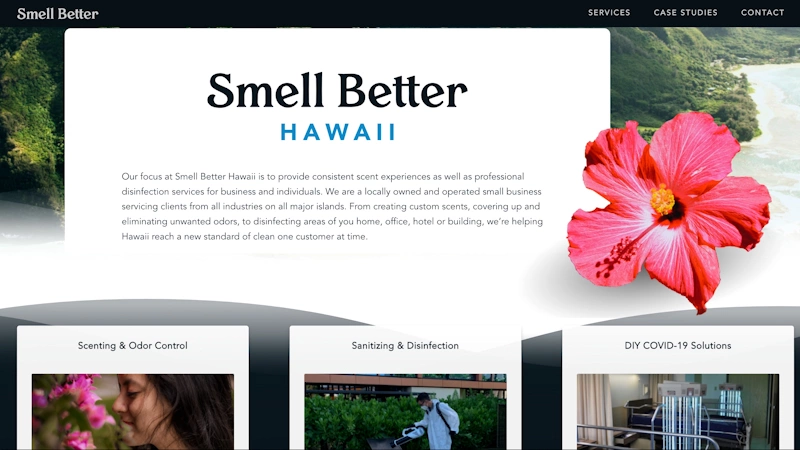 Smell Better
SERVICES CASE STUDIES CONTACT
Smell Better
HAWAII
Our focus at Smell Better Hawaii is to provide consistent scent experiences as well as professional
disinfection services for business and individuals. We are a locally owned and operated small business
servicing clients from all industries on all major islands. From creating custom scents, covering up and
eliminating unwanted odors, to disinfecting areas of you home, office, hotel or building, we're helping
Hawaii reach a new standard of clean one customer at time.
Scenting & Odor Control
Sanitizing & Disinfection
DIY COVID-19 Solutions